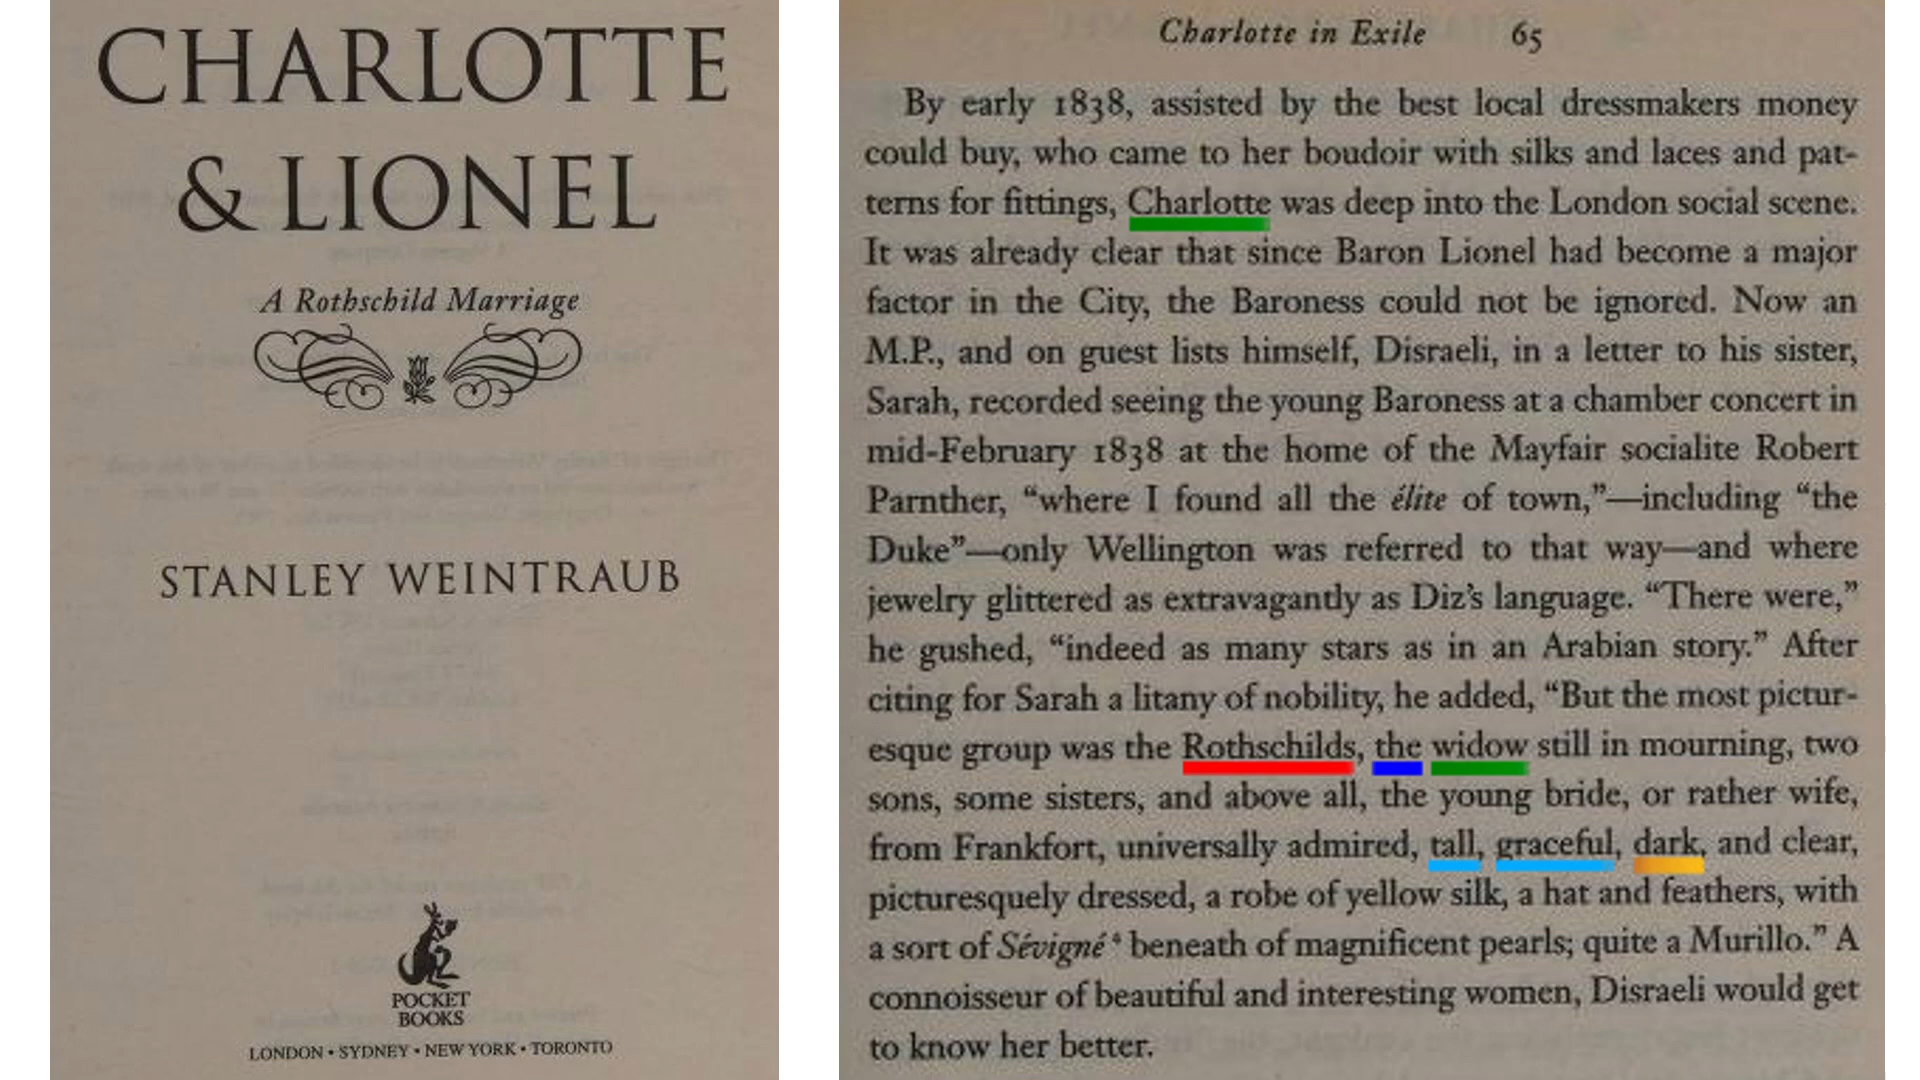 CHARLOTTE
& LIONEL
A Rothschild Marriage
STANLEY WEINTRAUB
POCKET
BOOKS
LONDON • SYDNEY • NEW YORK • TORONTO
Charlotte in Exile 65
By early 1838, assisted by the best local dressmakers money
could buy, who came to her boudoir with silks and laces and pat-
terns for fittings, Charlotte was deep into the London social scene.
It was already clear that since Baron Lionel had become a major
factor in the City, the Baroness could not be ignored. Now an
M.P., and on guest lists himself, Disraeli, in a letter to his sister,
Sarah, recorded seeing the young Baroness at a chamber concert in
mid-February 1838 at the home of the Mayfair socialite Robert
Parnther, “where I found all the élite of town,”—including “the
Duke”—only Wellington was referred to that way—and where
jewelry glittered as extravagantly as Diz’s language. “There were,”
he gushed, “indeed as many stars as in an Arabian story.” After
citing for Sarah a litany of nobility, he added, “But the most pictur-
esque group was the Rothschilds, the widow still in mourning, two
sons, some sisters, and above all, the young bride, or rather wife,
from Frankfort, universally admired, tall, graceful, dark, and clear,
picturesquely dressed, a robe of yellow silk, a hat and feathers, with
a sort of Sévigné* beneath of magnificent pearls; quite a Murillo.” A
connoisseur of beautiful and interesting women, Disraeli would get
to know her better.